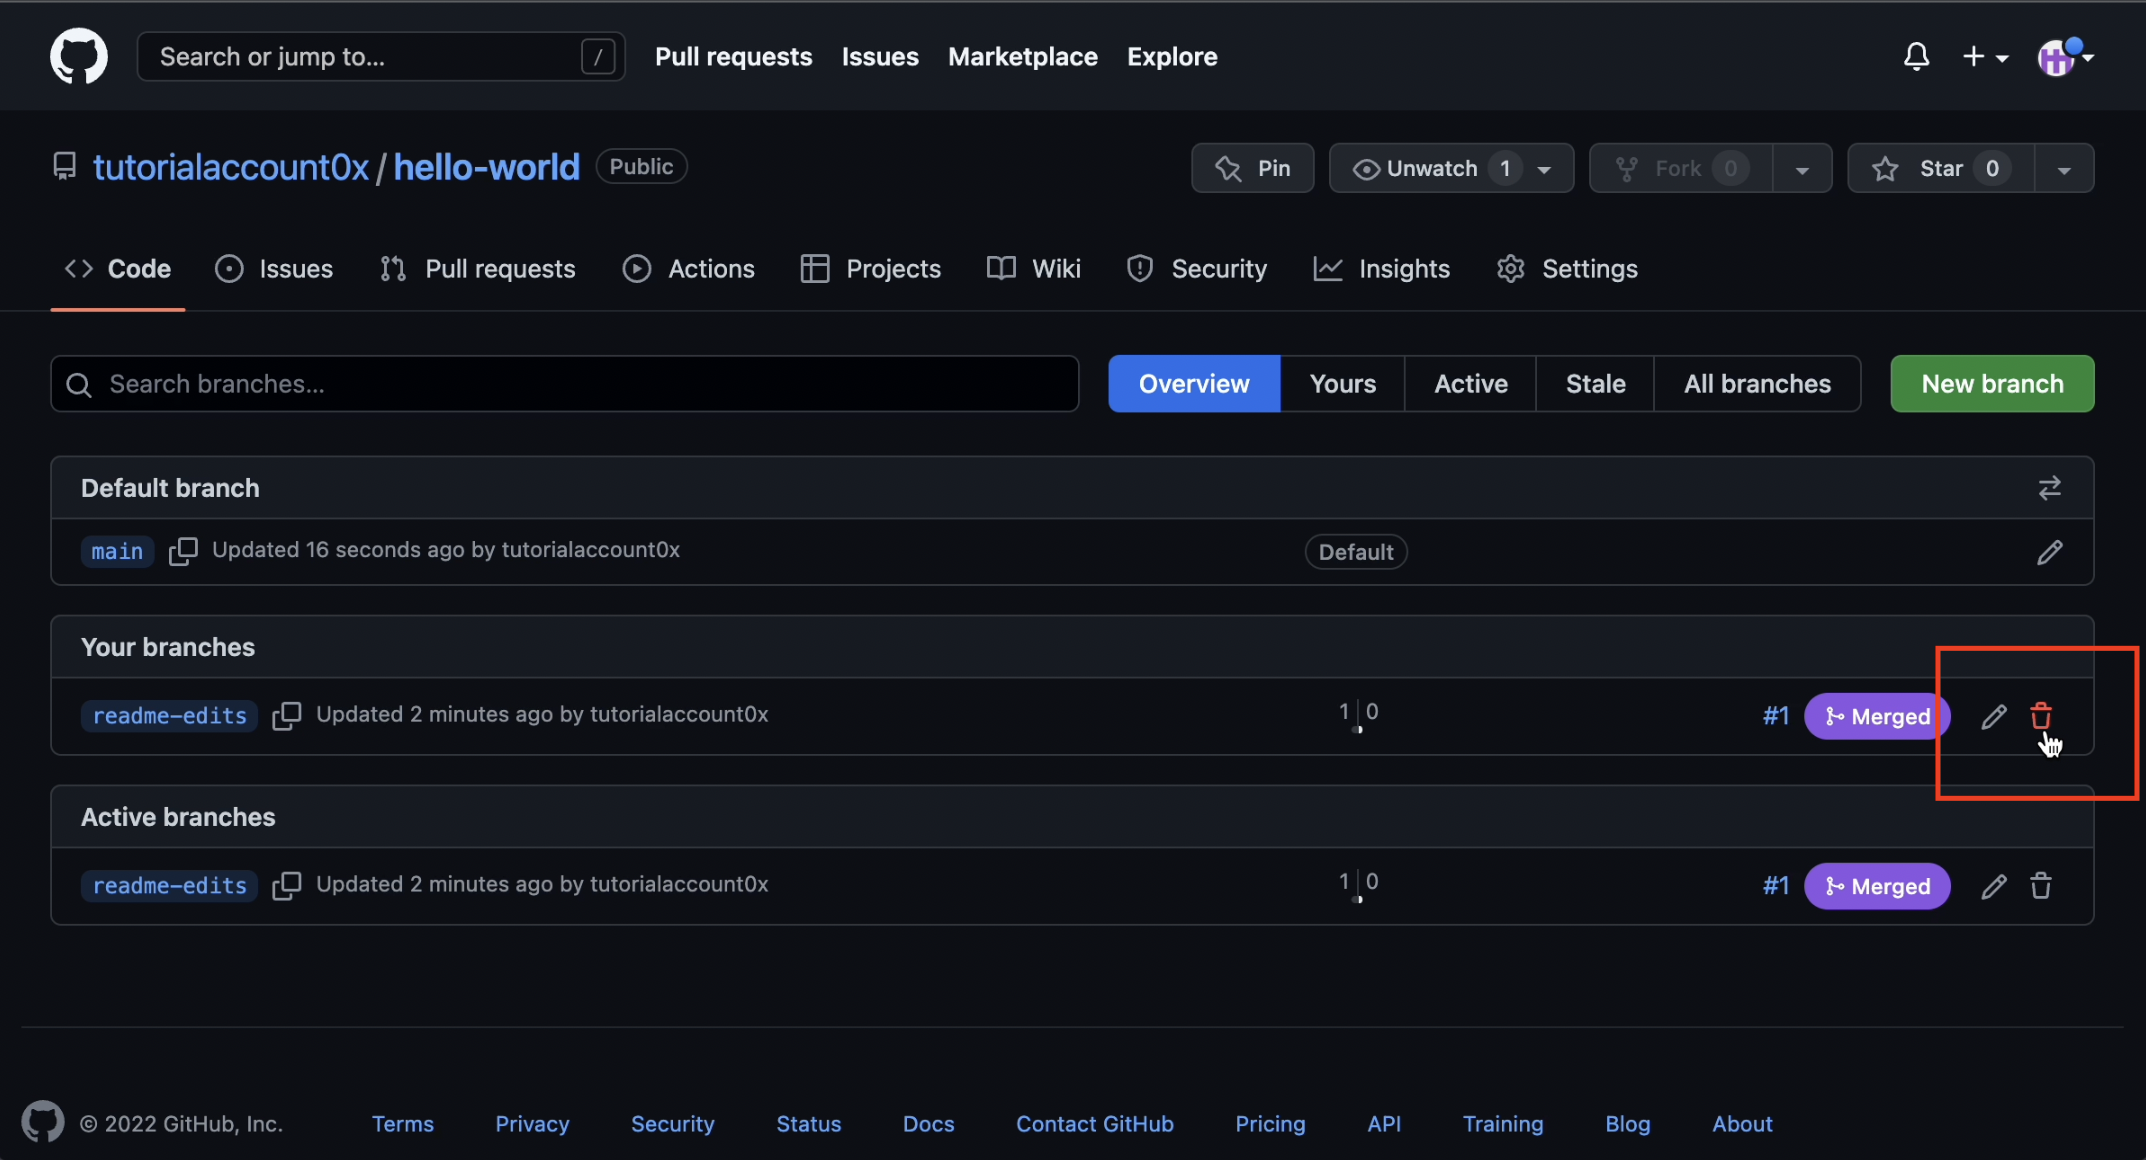 Search or jump to... / Pull requests Issues Marketplace Explore
tutorialaccount0x / hello-world Public Pin Unwatch 1 Fork 0 Star 0
Code Issues Pull requests Actions Projects Wiki Security Insights Settings
Search branches... Overview Yours Active Stale All branches New branch
Default branch
main Updated 16 seconds ago by tutorialaccount0x Default
Your branches
readme-edits Updated 2 minutes ago by tutorialaccount0x 1 0 #1 Merged
Active branches
readme-edits Updated 2 minutes ago by tutorialaccount0x 1 0 #1 Merged
© 2022 GitHub, Inc. Terms Privacy Security Status Docs Contact GitHub Pricing API Training Blog About